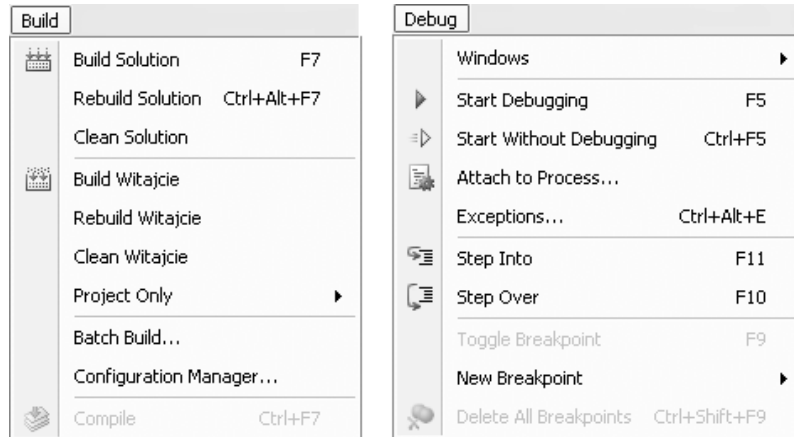 Build
Build Solution F7
Rebuild Solution Ctrl+Alt+F7
Clean Solution
Build Witajcie
Rebuild Witajcie
Clean Witajcie
Project Only
Batch Build...
Configuration Manager...
Compile Ctrl+F7
Debug
Windows
Start Debugging F5
Start Without Debugging Ctrl+F5
Attach to Process...
Exceptions... Ctrl+Alt+E
Step Into F11
Step Over F10
Toggle Breakpoint F9
New Breakpoint
Delete All Breakpoints Ctrl+Shift+F9